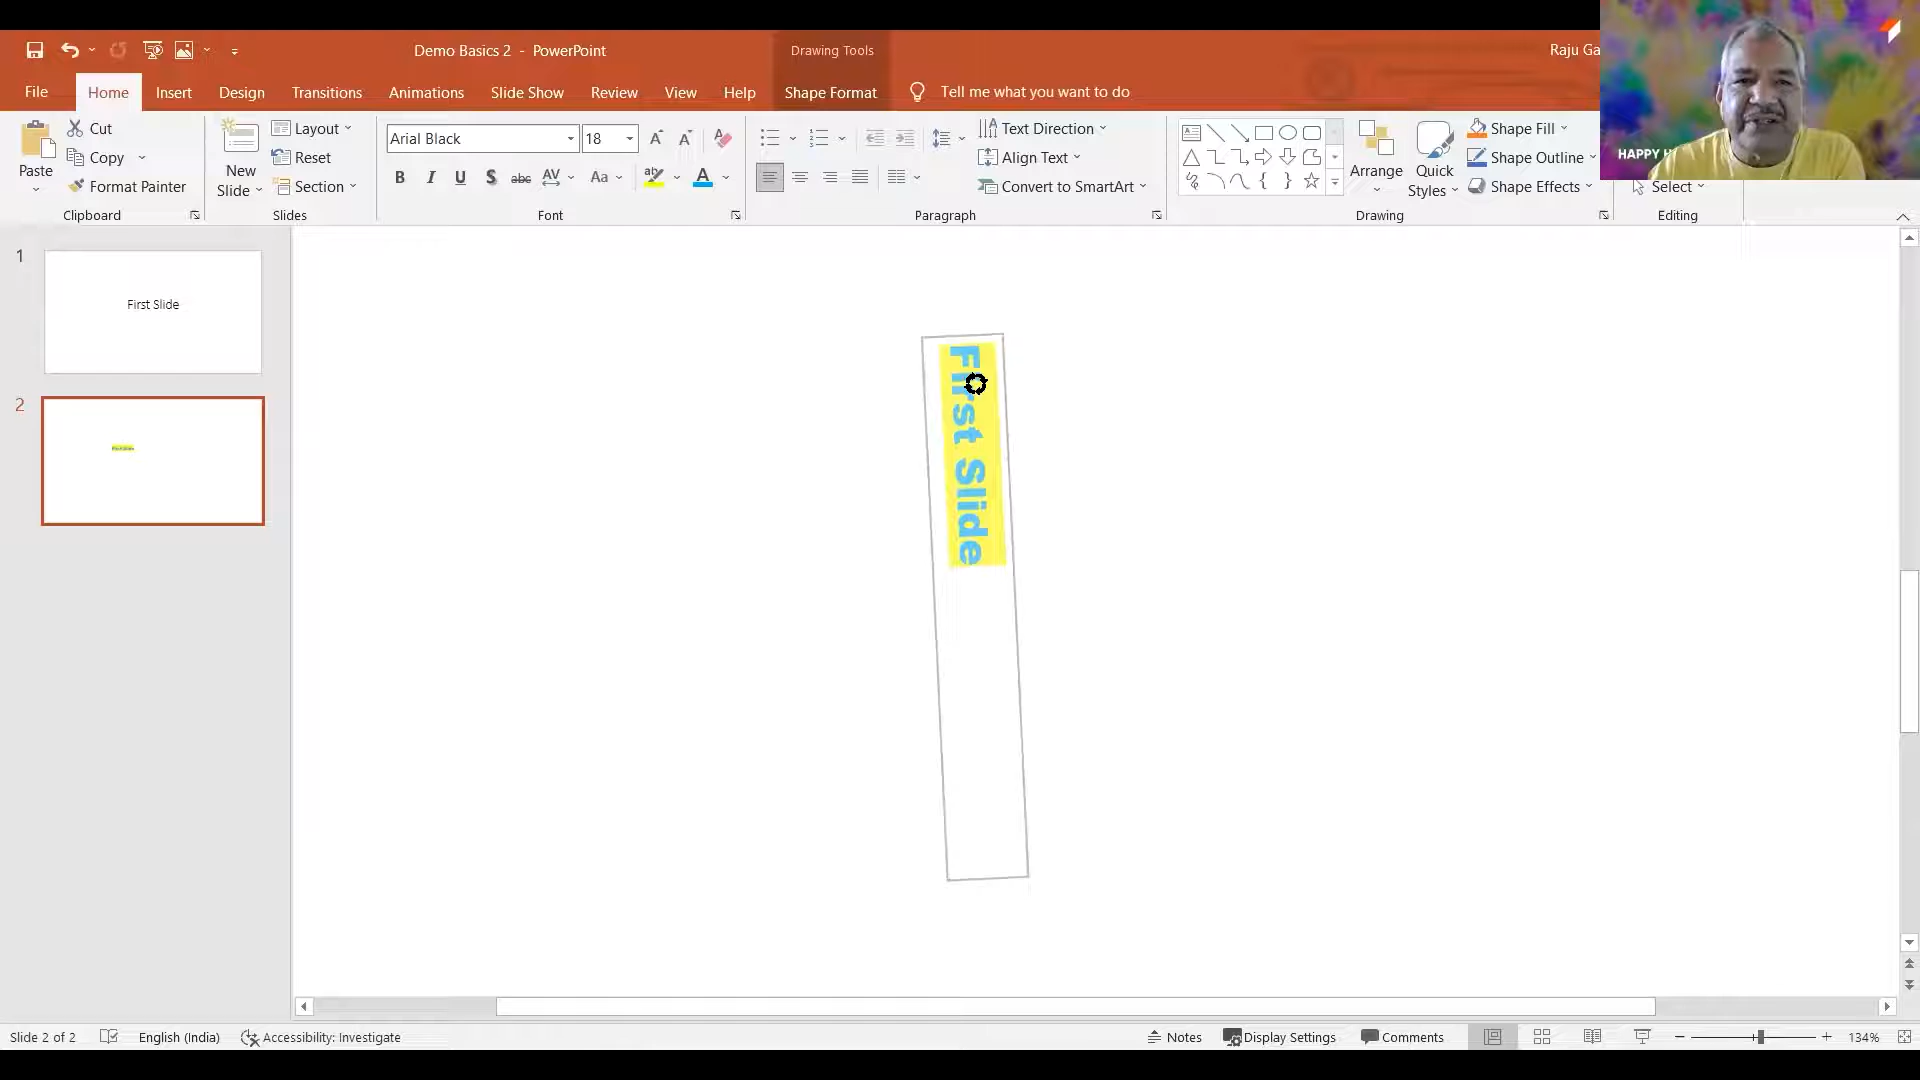 Demo Basics 2 - PowerPoint
Drawing Tools
Raju Ga
File Home Insert Design Transitions Animations Slide Show Review View Help Shape Format Tell me what you want to do
Paste
Cut
Copy
Format Painter
Clipboard
New Slide
Layout
Reset
Section
Slides
Arial Black 18
B I U S abc AV Aa A
Font
Text Direction
Align Text
Convert to SmartArt
Paragraph
Arrange
Quick Styles
Shape Fill
Shape Outline
Shape Effects
Drawing
Select
Editing
HAPPY
1
First Slide
2
First Slide
Slide 2 of 2 English (India) Accessibility: Investigate Notes Display Settings Comments 134%